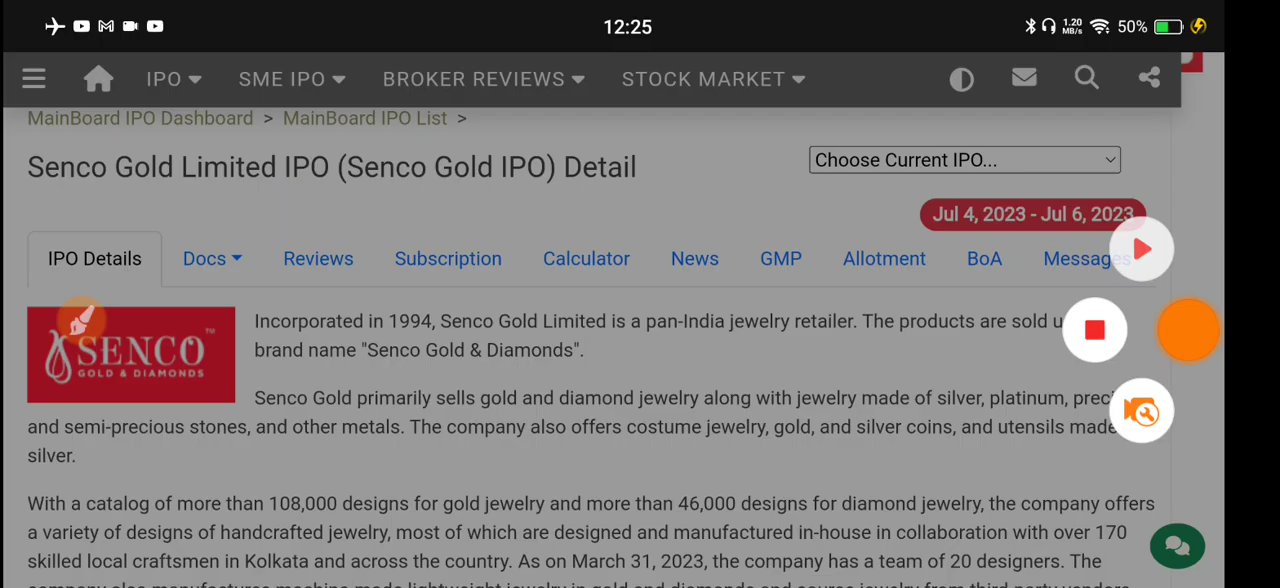 12:25
1.20
MB/s
50%
IPO
SME IPO
BROKER REVIEWS
STOCK MARKET
MainBoard IPO Dashboard > MainBoard IPO List >
Senco Gold Limited IPO (Senco Gold IPO) Detail
Choose Current IPO...
Jul 4, 2023 - Jul 6, 2023
IPO Details
Docs
Reviews
Subscription
Calculator
News
GMP
Allotment
BoA
Messages
SENCO™
GOLD & DIAMONDS
Incorporated in 1994, Senco Gold Limited is a pan-India jewelry retailer. The products are sold
brand name "Senco Gold & Diamonds".
Senco Gold primarily sells gold and diamond jewelry along with jewelry made of silver, platinum,
and semi-precious stones, and other metals. The company also offers costume jewelry, gold, and silver coins, and utensils made
silver.
With a catalog of more than 108,000 designs for gold jewelry and more than 46,000 designs for diamond jewelry, the company offers
a variety of designs of handcrafted jewelry, most of which are designed and manufactured in-house in collaboration with over 170
skilled local craftsmen in Kolkata and across the country. As on March 31, 2023, the company has a team of 20 designers. The